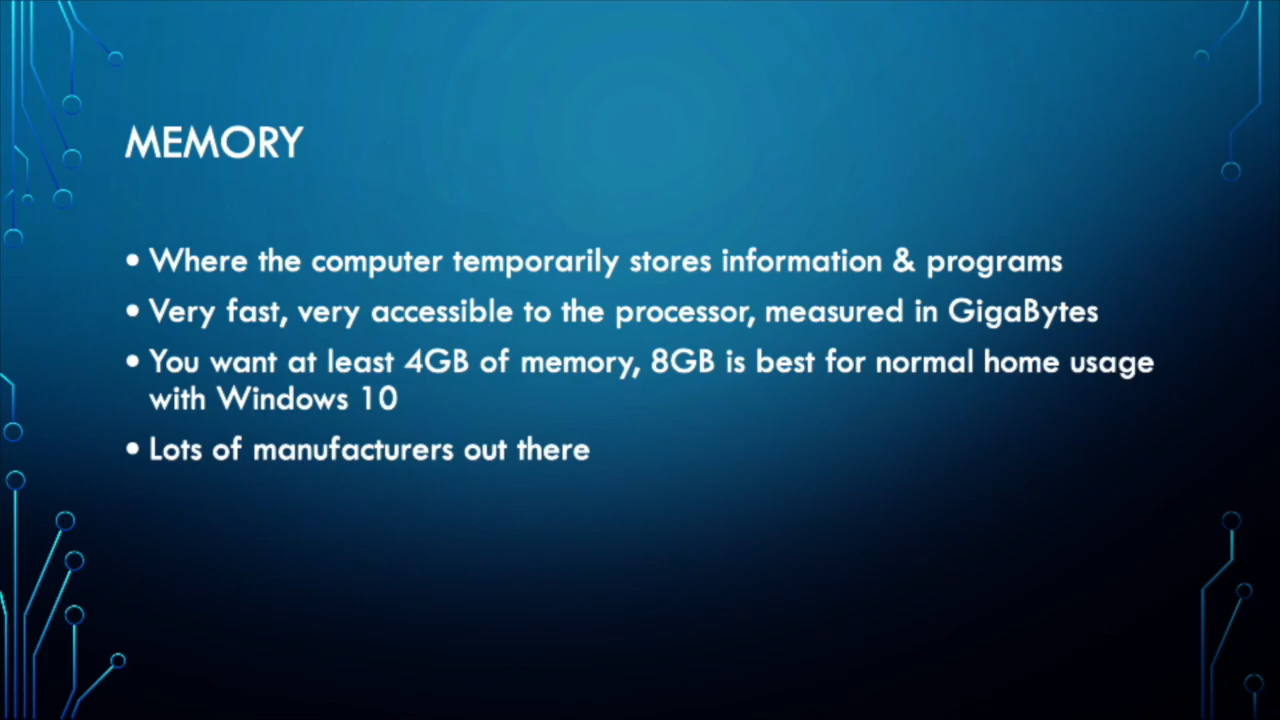 MEMORY
• Where the computer temporarily stores information & programs
• Very fast, very accessible to the processor, measured in GigaBytes
• You want at least 4GB of memory, 8GB is best for normal home usage
with Windows 10
• Lots of manufacturers out there